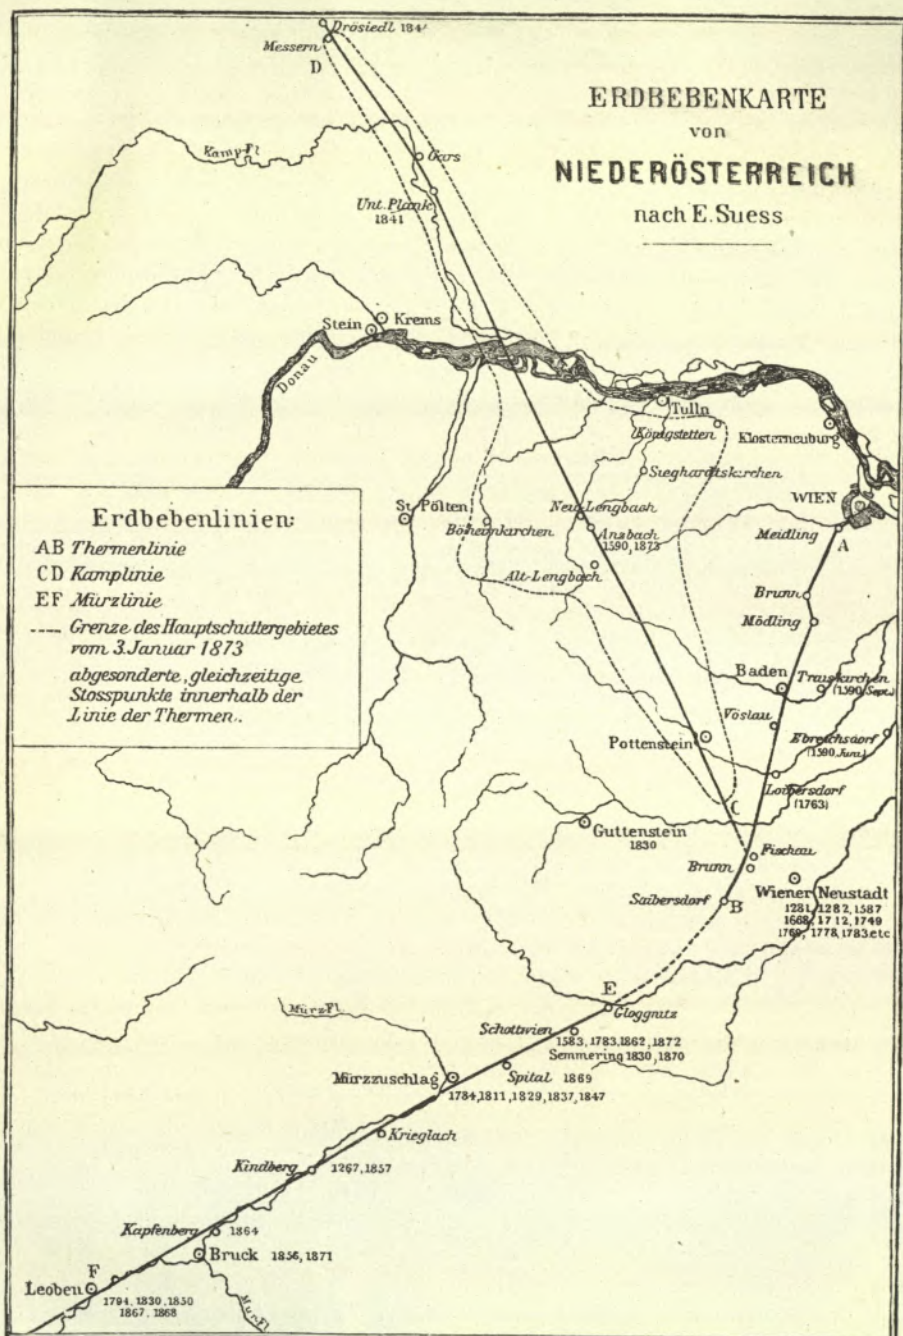 ERDBEBENKARTE
von
NIEDERÖSTERREICH
nach E. Suess
Drösiedl 184
Messern
D
Kamp-Fl
Gars
Unt. Plank
1841
Krems
Stein
Donau
Tulln
Königstetten
Klosterneuburg
Sieghardtskirchen
WIEN
St. Pölten
Böheimkirchen
Neu Lengbach
Meidling
A
Anzbach
1590, 1873
Alt-Lengbach
Brunn
Mödling
Baden
Traiskirchen
(1590 Sept.)
Vöslau
Pottenstein
Ebreichsdorf
(1590 Juni)
Lobersdorf
(1763)
C
Guttenstein
1830
Fischau
Brunn
Wiener Neustadt
1281, 1282, 1587
1668, 1712, 1749
1769, 1778, 1783 etc.
Saibersdorf
B
E
Gloggnitz
Mürz-Fl.
Schottwien
1583, 1783, 1862, 1872
Semmering 1830, 1870
Mürzzuschlag
Spital 1869
1784, 1811, 1829, 1837, 1847
Krieglach
Kindberg
1267, 1857
Kapfenberg
1864
Bruck 1856, 1871
F
Leoben
1794, 1830, 1850
1867, 1868
Mur-Fl.
Erdbebenlinien:
AB Thermenlinie
CD Kamplinie
EF Mürzlinie
---- Grenze des Hauptschüttergebietes
vom 3. Januar 1873
abgesonderte, gleichzeitige
Stosspunkte innerhalb der
Linie der Thermen.